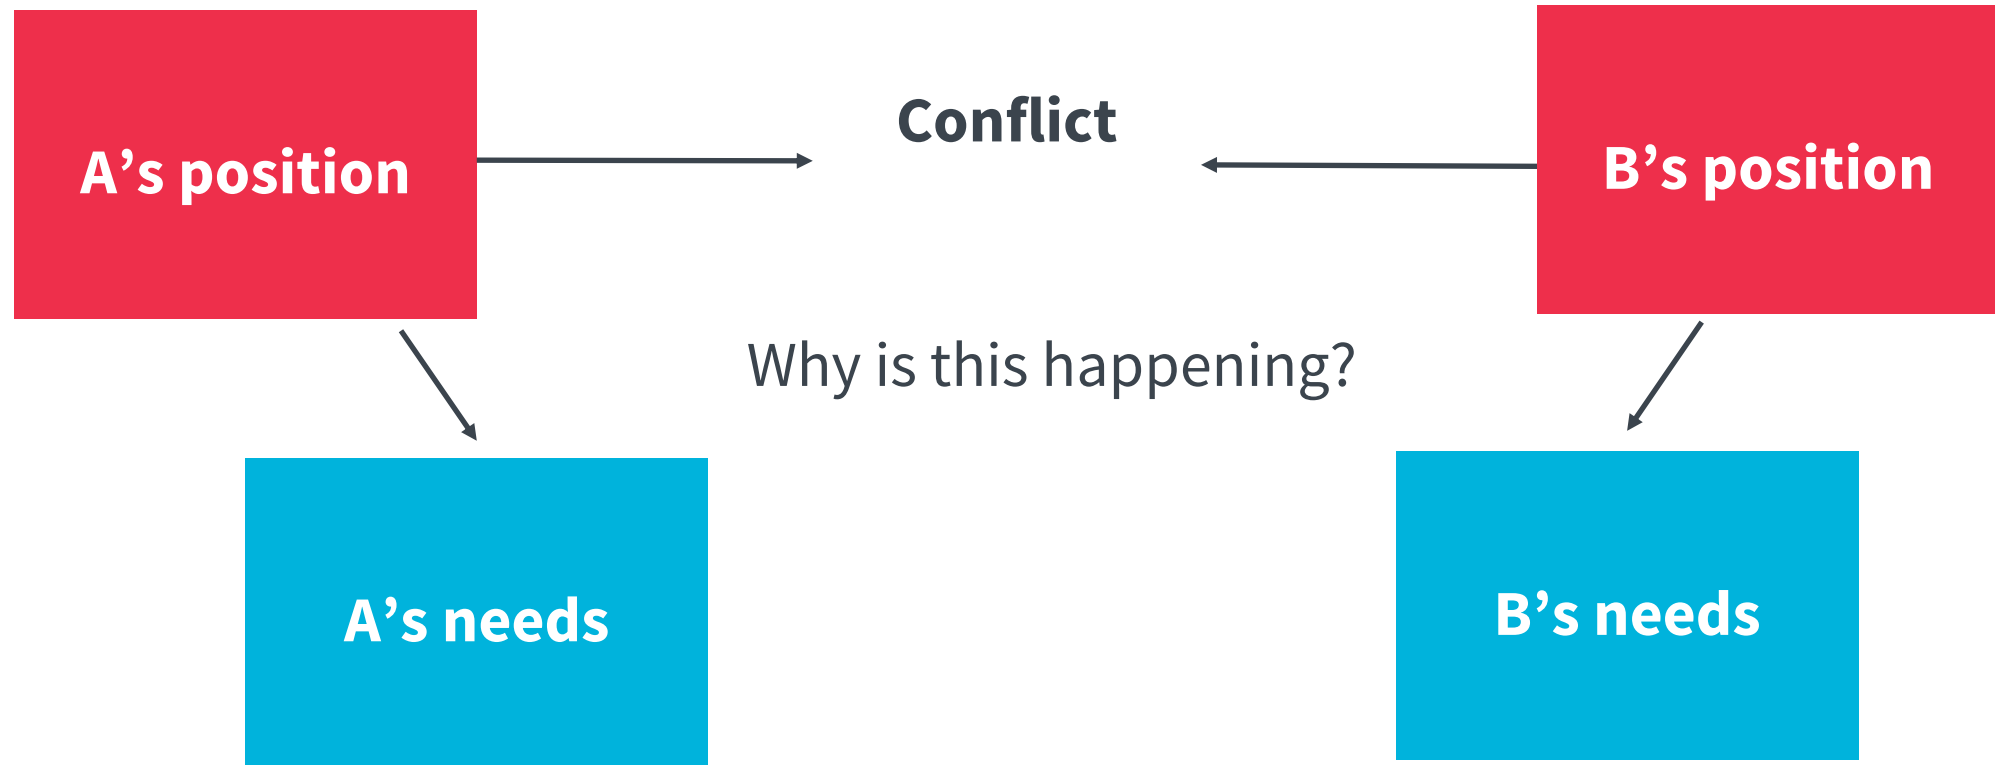 Conflict
A’s position
B’s position
Why is this happening?
A’s needs
B’s needs